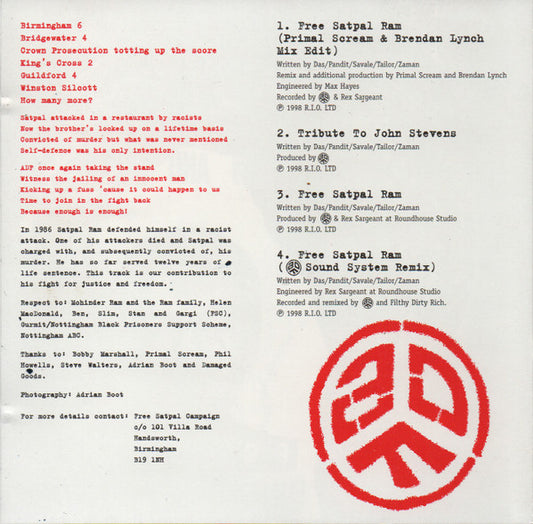 Birmingham 6
Bridgewater 4
Crown Prosecution totting up the score
King's Cross 2
Guildford 4
Winston Silcott
How many more?
Satpal attacked in a restaurant by racists
Now the brother's locked up on a lifetime basis
Convicted of murder but what was never mentioned
Self-defence was his only intention.
ADF once again taking the stand
Witness the jailing of an innocent man
Kicking up a fuss 'cause it could happen to us
Time to join in the fight back
Because enough is enough!
In 1986 Satpal Ram defended himself in a racist
attack. One of his attackers died and Satpal was
charged with, and subsequently convicted of, his
murder. He has so far served twelve years of a
life sentence. This track is our contribution to
his fight for justice and freedom.
Respect to: Mohinder Ram and the Ram family, Helen
MacDonald, Ben, Slim, Stan and Gargi (PSC),
Gurmit/Nottingham Black Prisoners Support Scheme,
Nottingham ABC.
Thanks to: Bobby Marshall, Primal Scream, Phil
Howells, Steve Walters, Adrian Boot and Damaged
Goods.
Photography: Adrian Boot
For more details contact: Free Satpal Campaign
c/o 101 Villa Road
Handsworth,
Birmingham
B19 1NH
1. Free Satpal Ram
(Primal Scream & Brendan Lynch
Mix Edit)
Written by Das/Pandit/Savale/Tailor/Zaman
Remix and additional production by Primal Scream and Brendan Lynch
Engineered by Max Hayes
Recorded by & Rex Sargeant
℗ 1998 R.I.O. LTD
2. Tribute To John Stevens
Written by Das/Pandit/Savale/Tailor/Zaman
Produced by
℗ 1998 R.I.O. LTD
3. Free Satpal Ram
Written by Das/Pandit/Savale/Tailor/Zaman
Produced by & Rex Sargeant at Roundhouse Studio
℗ 1998 R.I.O. LTD
4. Free Satpal Ram
( Sound System Remix)
Written by Das/Pandit/Savale/Tailor/Zaman
Engineered by Rex Sargeant at Roundhouse Studio
Recorded and remixed by and Filthy Dirty Rich.
℗ 1998 R.I.O. LTD
ADF